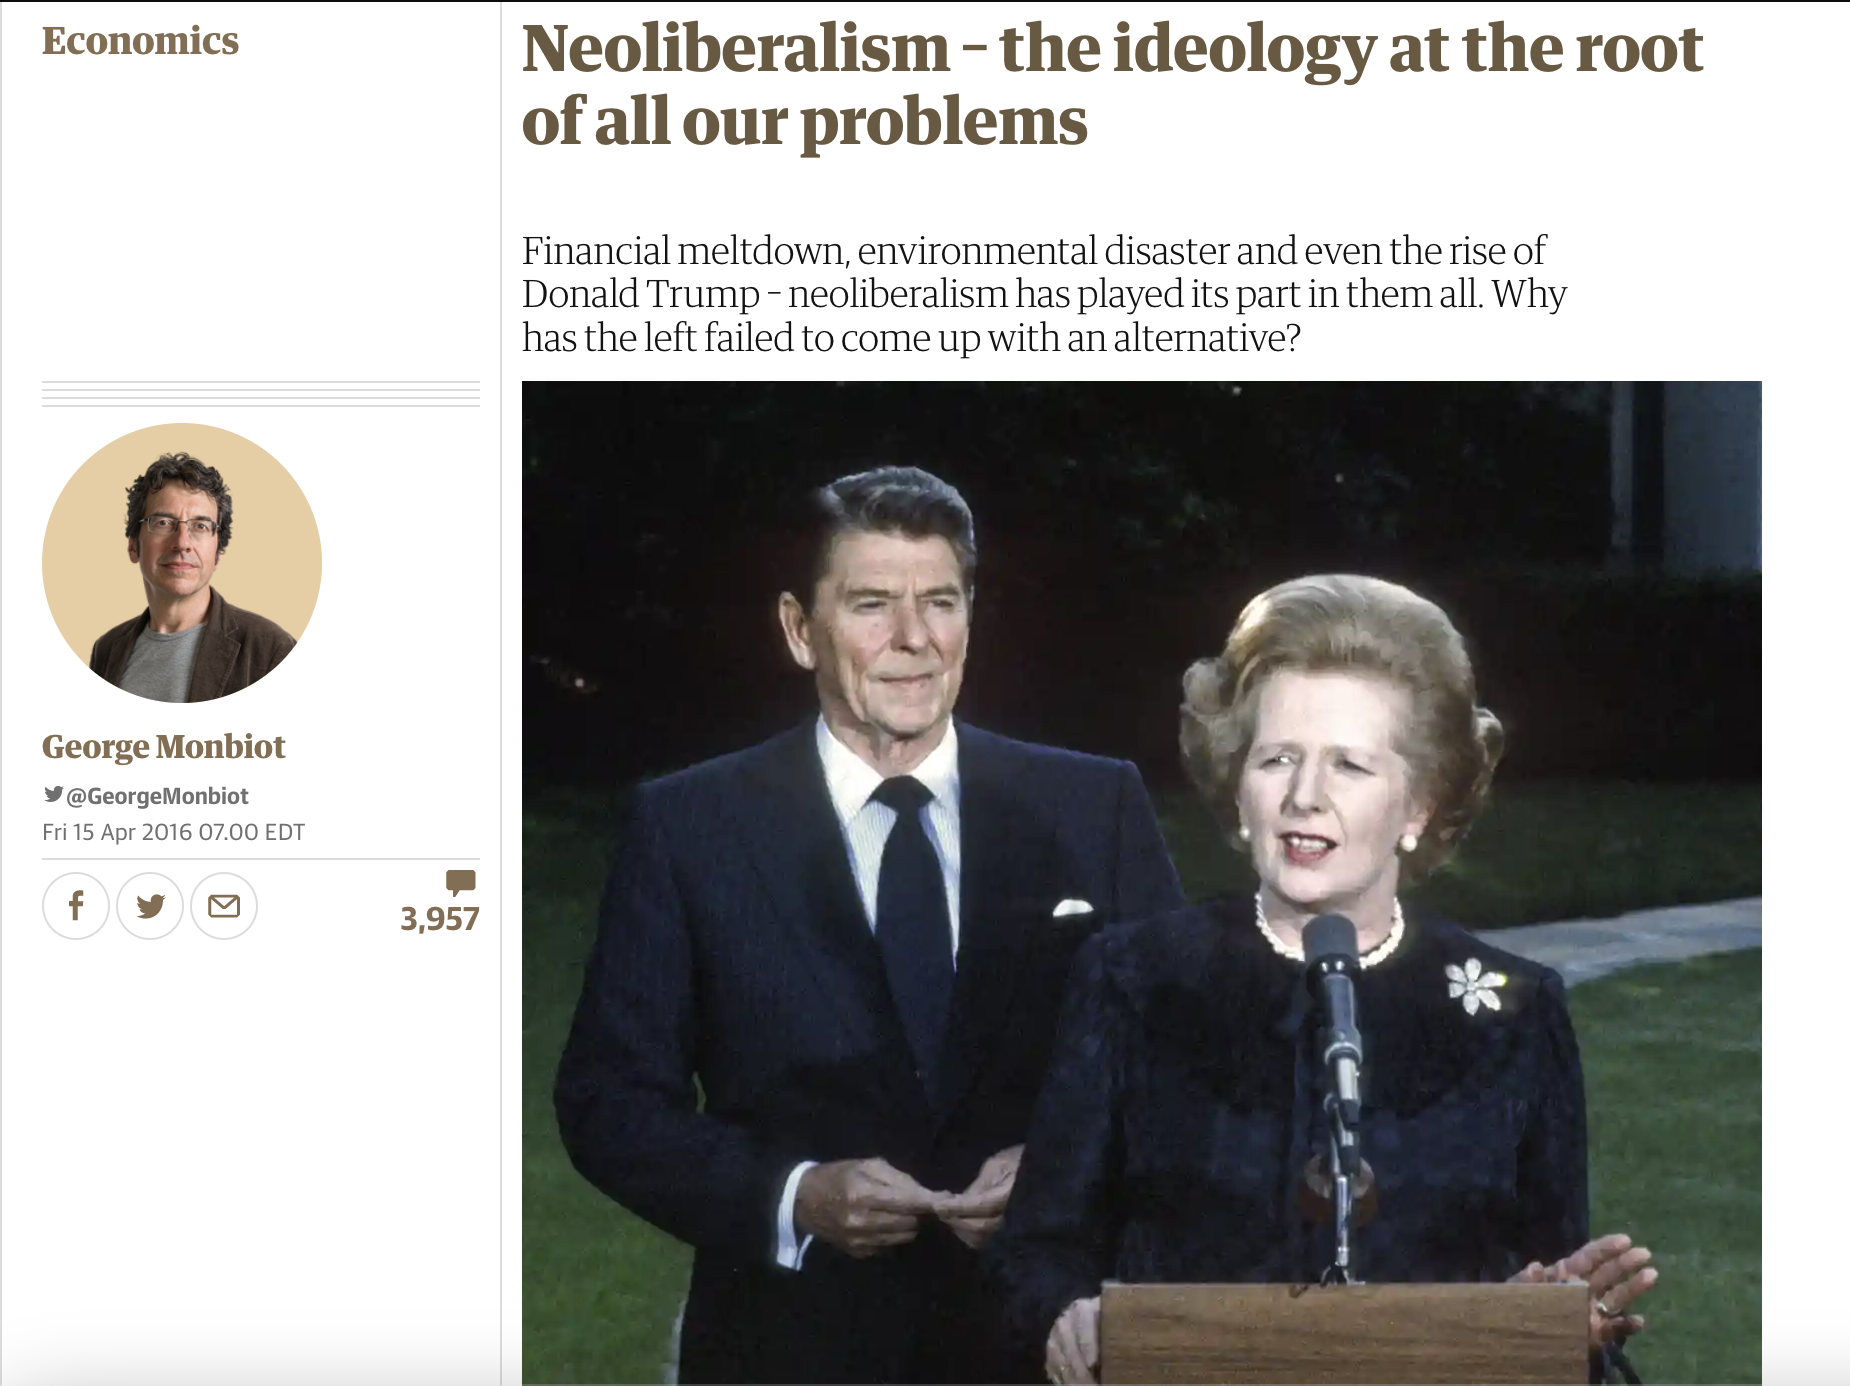 Economics
Neoliberalism – the ideology at the root
of all our problems
Financial meltdown, environmental disaster and even the rise of
Donald Trump – neoliberalism has played its part in them all. Why
has the left failed to come up with an alternative?
George Monbiot
@GeorgeMonbiot
Fri 15 Apr 2016 07.00 EDT
3,957